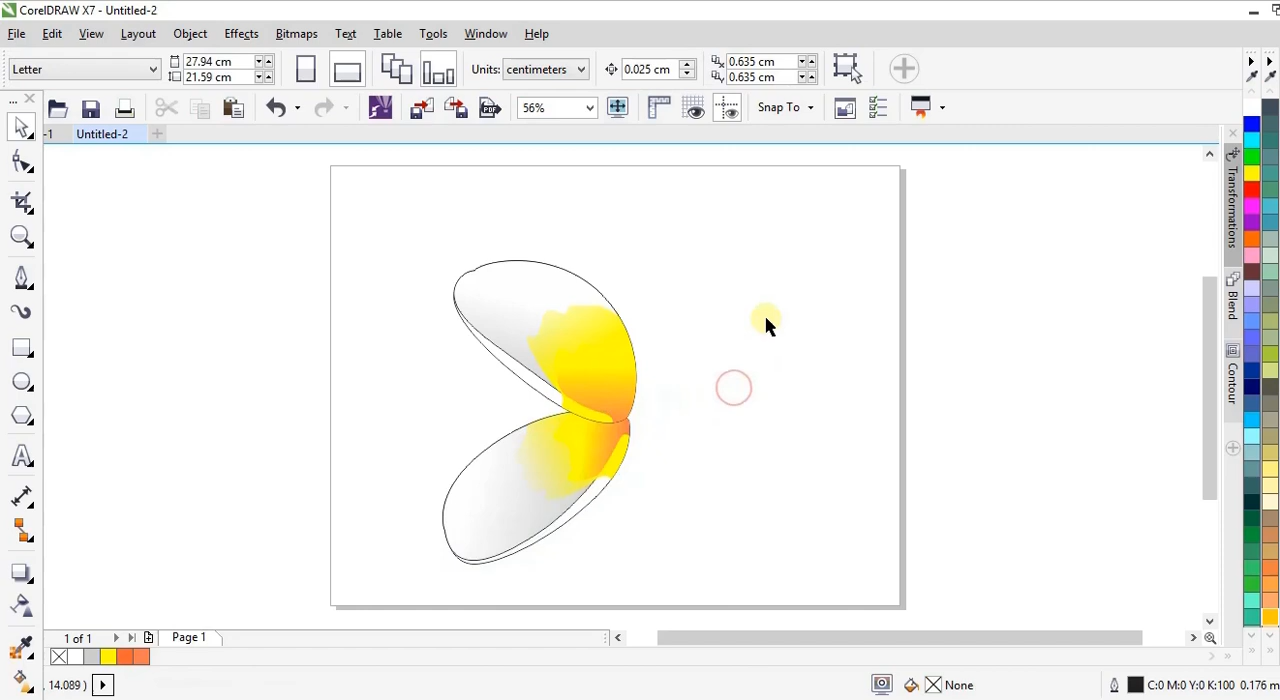 CorelDRAW X7 - Untitled-2
File Edit View Layout Object Effects Bitmaps Text Table Tools Window Help
Letter 27.94 cm 21.59 cm Units: centimeters 0.025 cm 0.635 cm 0.635 cm
PDF 56% Snap To
-1 Untitled-2
Transformations
Blend
Contour
1 of 1 Page 1
14.089 ) None C:0 M:0 Y:0 K:100 0.176 m